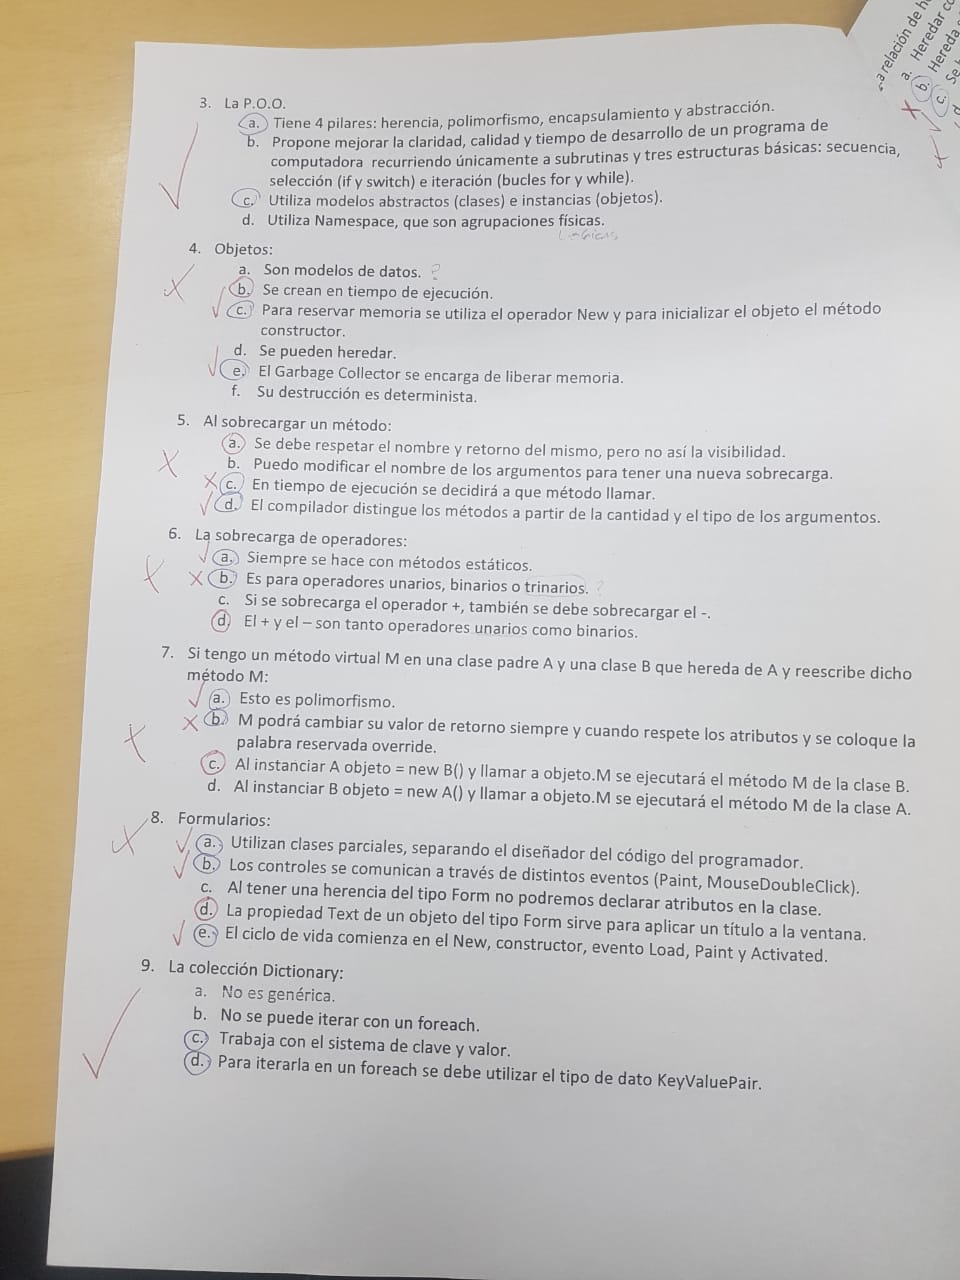 a relación de h
a. Heredar c
b. Hereda
c. Se h
d
3. La P.O.O.
a. Tiene 4 pilares: herencia, polimorfismo, encapsulamiento y abstracción.
b. Propone mejorar la claridad, calidad y tiempo de desarrollo de un programa de
computadora recurriendo únicamente a subrutinas y tres estructuras básicas: secuencia,
selección (if y switch) e iteración (bucles for y while).
c. Utiliza modelos abstractos (clases) e instancias (objetos).
d. Utiliza Namespace, que son agrupaciones físicas.
Logicas
4. Objetos:
a. Son modelos de datos. ?
b. Se crean en tiempo de ejecución.
c. Para reservar memoria se utiliza el operador New y para inicializar el objeto el método
constructor.
d. Se pueden heredar.
e. El Garbage Collector se encarga de liberar memoria.
f. Su destrucción es determinista.
5. Al sobrecargar un método:
a. Se debe respetar el nombre y retorno del mismo, pero no así la visibilidad.
b. Puedo modificar el nombre de los argumentos para tener una nueva sobrecarga.
c. En tiempo de ejecución se decidirá a que método llamar.
d. El compilador distingue los métodos a partir de la cantidad y el tipo de los argumentos.
6. La sobrecarga de operadores:
a. Siempre se hace con métodos estáticos.
b. Es para operadores unarios, binarios o trinarios. ?
c. Si se sobrecarga el operador +, también se debe sobrecargar el -.
d. El + y el – son tanto operadores unarios como binarios.
7. Si tengo un método virtual M en una clase padre A y una clase B que hereda de A y reescribe dicho
método M:
a. Esto es polimorfismo.
b. M podrá cambiar su valor de retorno siempre y cuando respete los atributos y se coloque la
palabra reservada override.
c. Al instanciar A objeto = new B() y llamar a objeto.M se ejecutará el método M de la clase B.
d. Al instanciar B objeto = new A() y llamar a objeto.M se ejecutará el método M de la clase A.
8. Formularios:
a. Utilizan clases parciales, separando el diseñador del código del programador.
b. Los controles se comunican a través de distintos eventos (Paint, MouseDoubleClick).
c. Al tener una herencia del tipo Form no podremos declarar atributos en la clase.
d. La propiedad Text de un objeto del tipo Form sirve para aplicar un título a la ventana.
e. El ciclo de vida comienza en el New, constructor, evento Load, Paint y Activated.
9. La colección Dictionary:
a. No es genérica.
b. No se puede iterar con un foreach.
c. Trabaja con el sistema de clave y valor.
d. Para iterarla en un foreach se debe utilizar el tipo de dato KeyValuePair.